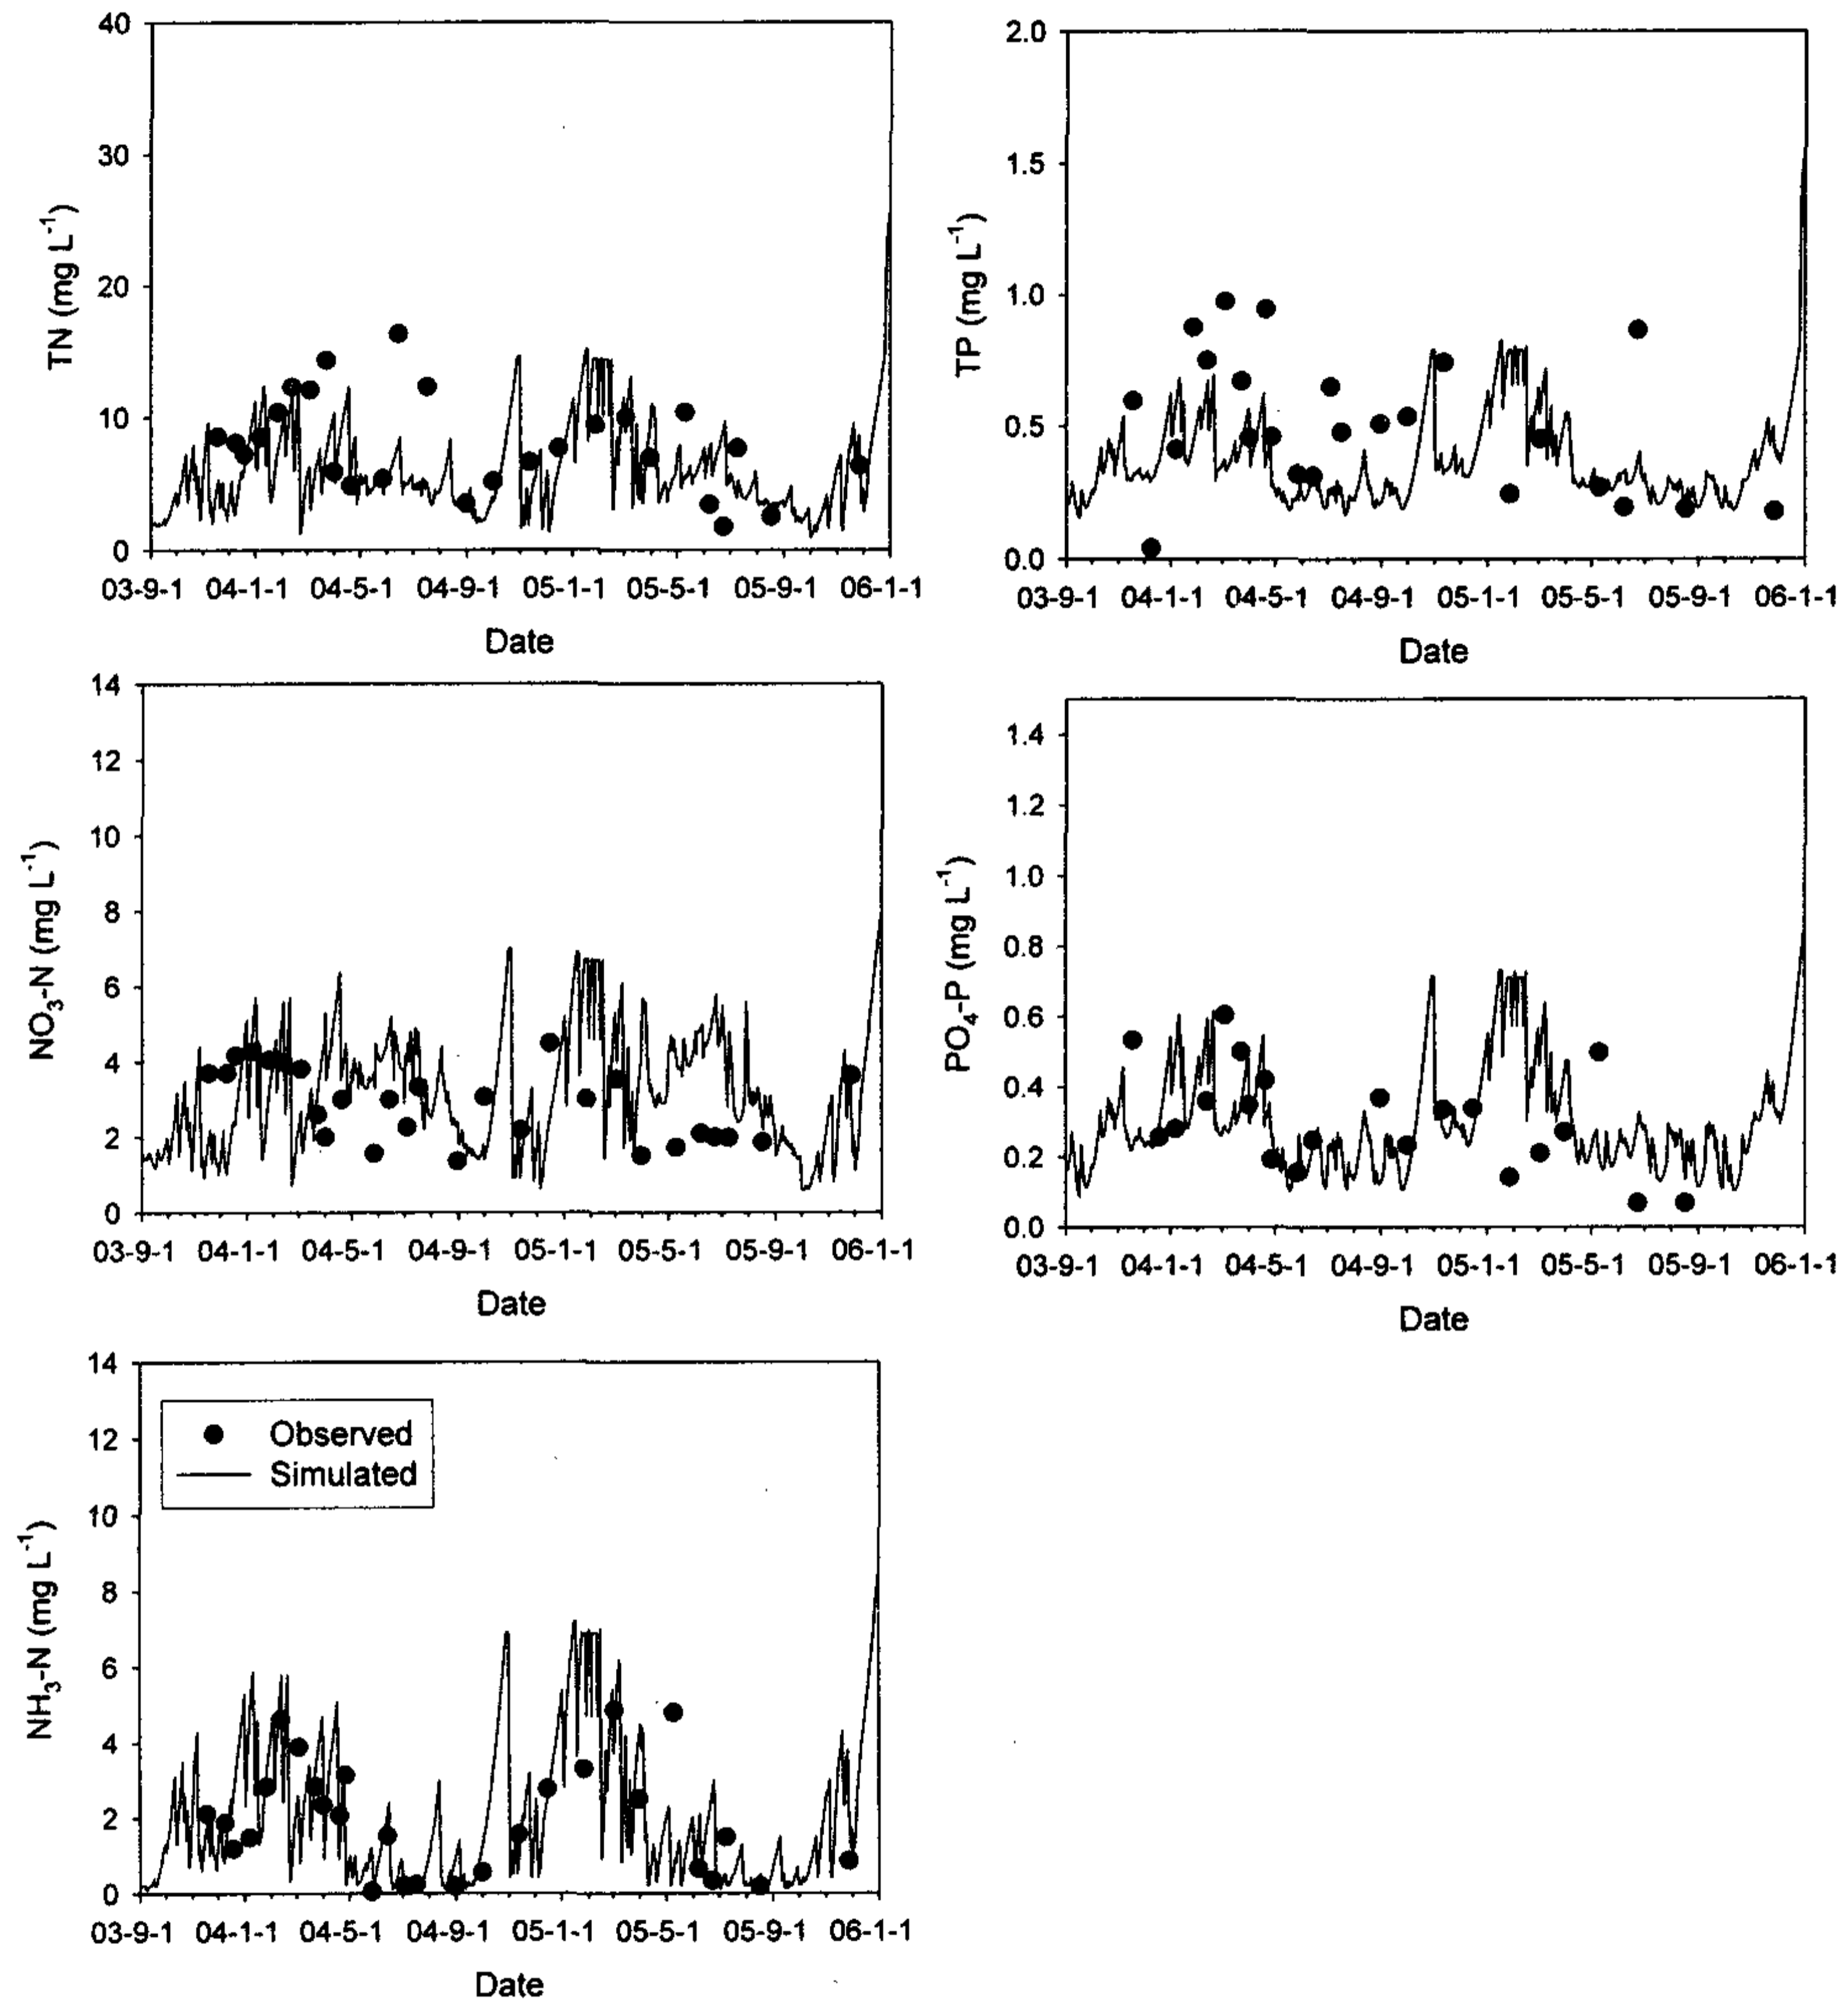 40
30
20
10
0
TN (mg L⁻¹)
03-9-1 04-1-1 04-5-1 04-9-1 05-1-1 05-5-1 05-9-1 06-1-1
Date
2.0
1.5
1.0
0.5
0.0
TP (mg L⁻¹)
03-9-1 04-1-1 04-5-1 04-9-1 05-1-1 05-5-1 05-9-1 06-1-1
Date
14
12
10
8
6
4
2
0
NO₃-N (mg L⁻¹)
03-9-1 04-1-1 04-5-1 04-9-1 05-1-1 05-5-1 05-9-1 06-1-1
Date
1.4
1.2
1.0
0.8
0.6
0.4
0.2
0.0
PO₄-P (mg L⁻¹)
03-9-1 04-1-1 04-5-1 04-9-1 05-1-1 05-5-1 05-9-1 06-1-1
Date
14
12
10
8
6
4
2
0
NH₃-N (mg L⁻¹)
Observed
Simulated
03-9-1 04-1-1 04-5-1 04-9-1 05-1-1 05-5-1 05-9-1 06-1-1
Date